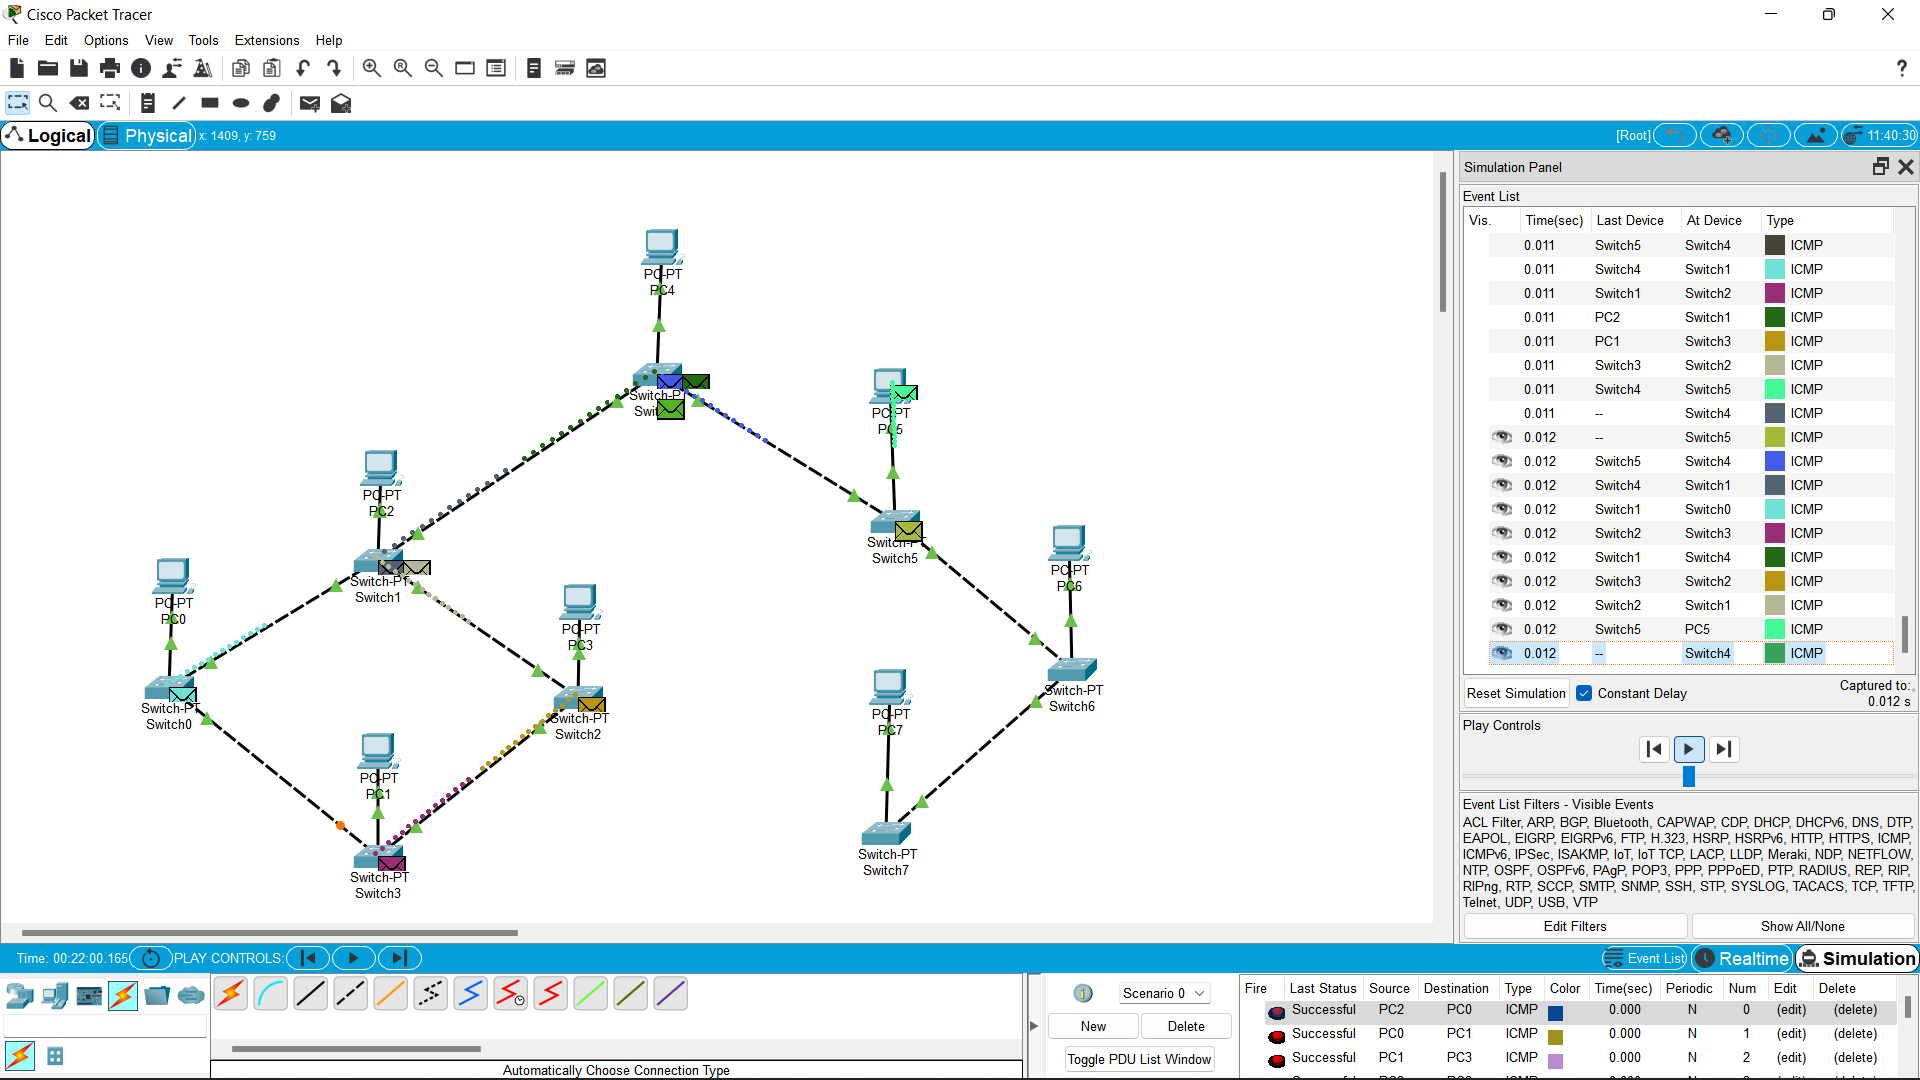 Cisco Packet Tracer
File Edit Options View Tools Extensions Help
Logical Physical x: 1409, y: 759 [Root] 11:40:30
PC-PT
PC4
Switch-P
Swit
PC-PT
PC5
PC-PT
PC2
Switch-PT
Switch1
Switch-P
Switch5
PC-PT
PC6
PC-PT
PC0
PC-PT
PC3
Switch-PT
Switch0
Switch-PT
Switch2
Switch-PT
Switch6
PC-PT
PC7
PC-PT
PC1
Switch-PT
Switch3
Switch-PT
Switch7
Simulation Panel
Event List
Vis. Time(sec) Last Device At Device Type
0.011 Switch5 Switch4 ICMP
0.011 Switch4 Switch1 ICMP
0.011 Switch1 Switch2 ICMP
0.011 PC2 Switch1 ICMP
0.011 PC1 Switch3 ICMP
0.011 Switch3 Switch2 ICMP
0.011 Switch4 Switch5 ICMP
0.011 -- Switch4 ICMP
0.012 -- Switch5 ICMP
0.012 Switch5 Switch4 ICMP
0.012 Switch4 Switch1 ICMP
0.012 Switch1 Switch0 ICMP
0.012 Switch2 Switch3 ICMP
0.012 Switch1 Switch4 ICMP
0.012 Switch3 Switch2 ICMP
0.012 Switch2 Switch1 ICMP
0.012 Switch5 PC5 ICMP
0.012 -- Switch4 ICMP
Reset Simulation Constant Delay Captured to:
0.012 s
Play Controls
Event List Filters - Visible Events
ACL Filter, ARP, BGP, Bluetooth, CAPWAP, CDP, DHCP, DHCPv6, DNS, DTP,
EAPOL, EIGRP, EIGRPv6, FTP, H.323, HSRP, HSRPv6, HTTP, HTTPS, ICMP,
ICMPv6, IPSec, ISAKMP, IoT, IoT TCP, LACP, LLDP, Meraki, NDP, NETFLOW,
NTP, OSPF, OSPFv6, PAgP, POP3, PPP, PPPoED, PTP, RADIUS, REP, RIP,
RIPng, RTP, SCCP, SMTP, SNMP, SSH, STP, SYSLOG, TACACS, TCP, TFTP,
Telnet, UDP, USB, VTP
Edit Filters Show All/None
Time: 00:22:00.165 PLAY CONTROLS: Event List Realtime Simulation
Automatically Choose Connection Type
Scenario 0
New Delete
Toggle PDU List Window
Fire Last Status Source Destination Type Color Time(sec) Periodic Num Edit Delete
Successful PC2 PC0 ICMP 0.000 N 0 (edit) (delete)
Successful PC0 PC1 ICMP 0.000 N 1 (edit) (delete)
Successful PC1 PC3 ICMP 0.000 N 2 (edit) (delete)